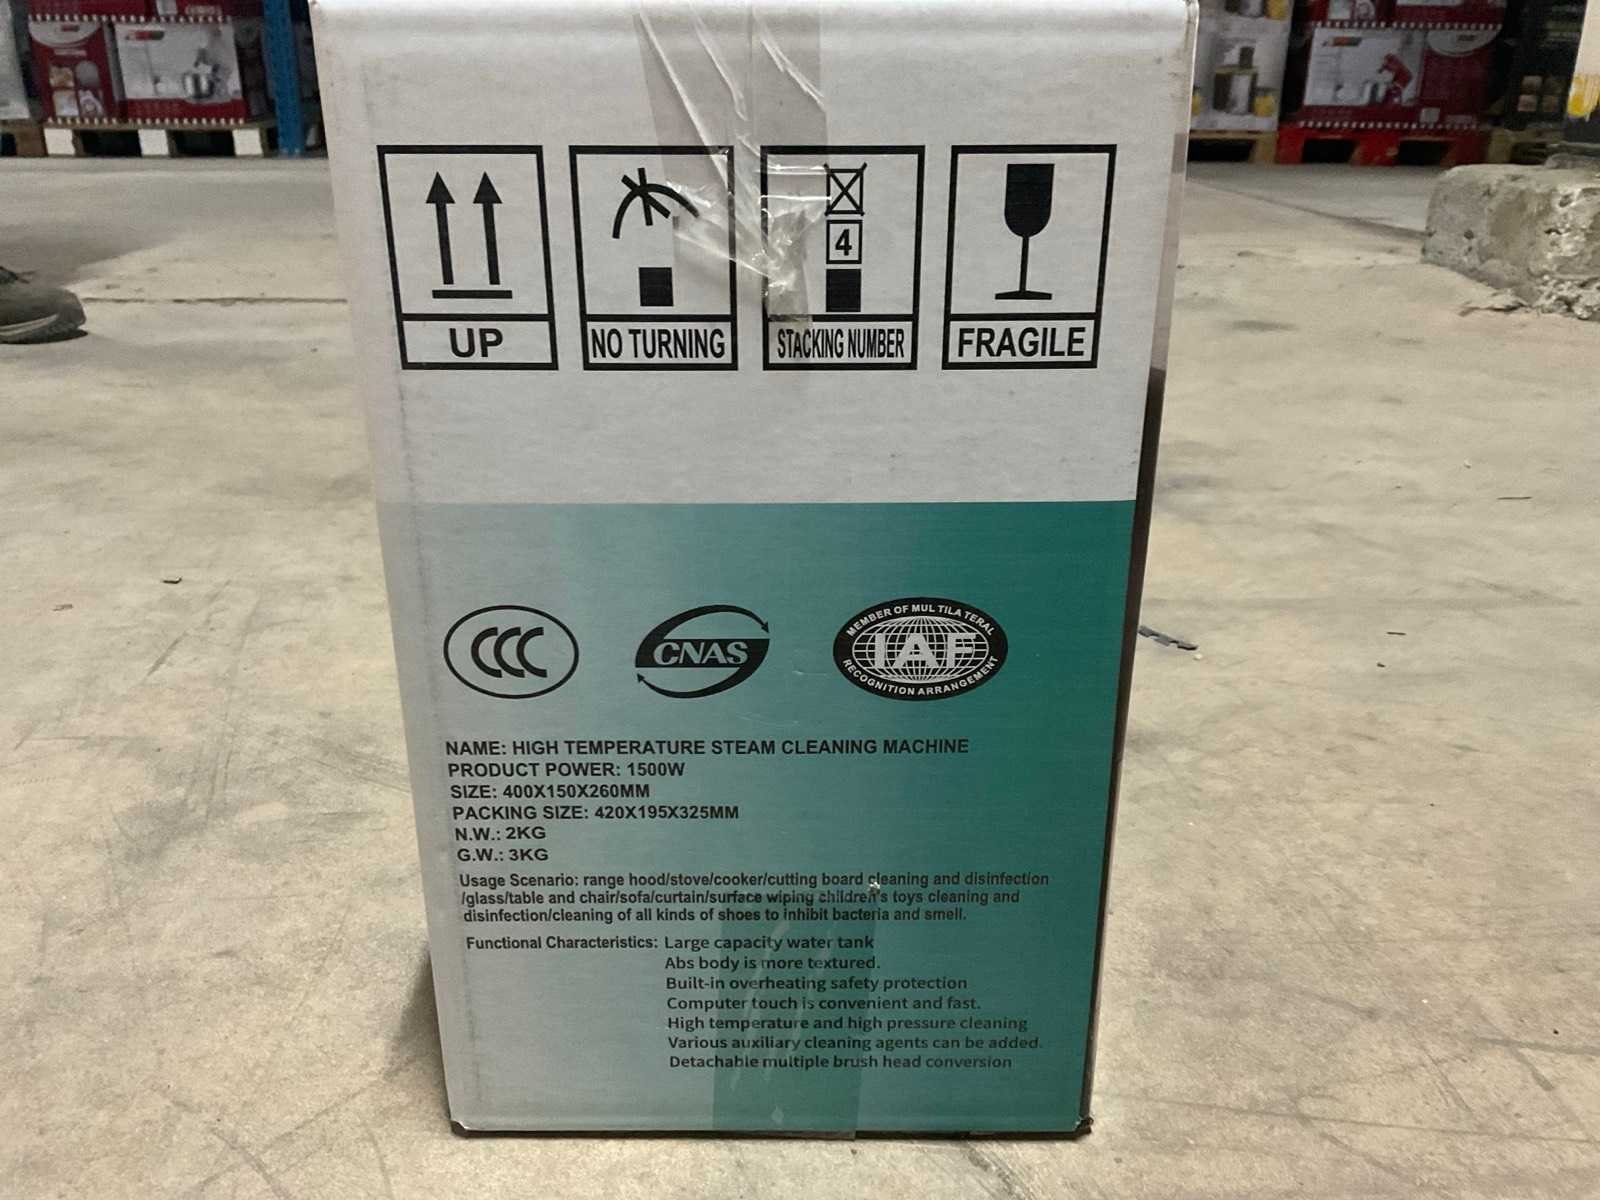 4
UP
NO TURNING
STACKING NUMBER
FRAGILE
CCC
CNAS
MEMBER OF MULTILATERAL
IAF
RECOGNITION ARRANGEMENT
NAME: HIGH TEMPERATURE STEAM CLEANING MACHINE
PRODUCT POWER: 1500W
SIZE: 400X150X260MM
PACKING SIZE: 420X195X325MM
N.W.: 2KG
G.W.: 3KG
Usage Scenario: range hood/stove/cooker/cutting board cleaning and disinfection
/glass/table and chair/sofa/curtain/surface wiping children's toys cleaning and
disinfection/cleaning of all kinds of shoes to inhibit bacteria and smell.
Functional Characteristics: Large capacity water tank
Abs body is more textured.
Built-in overheating safety protection
Computer touch is convenient and fast.
High temperature and high pressure cleaning
Various auxiliary cleaning agents can be added.
Detachable multiple brush head conversion